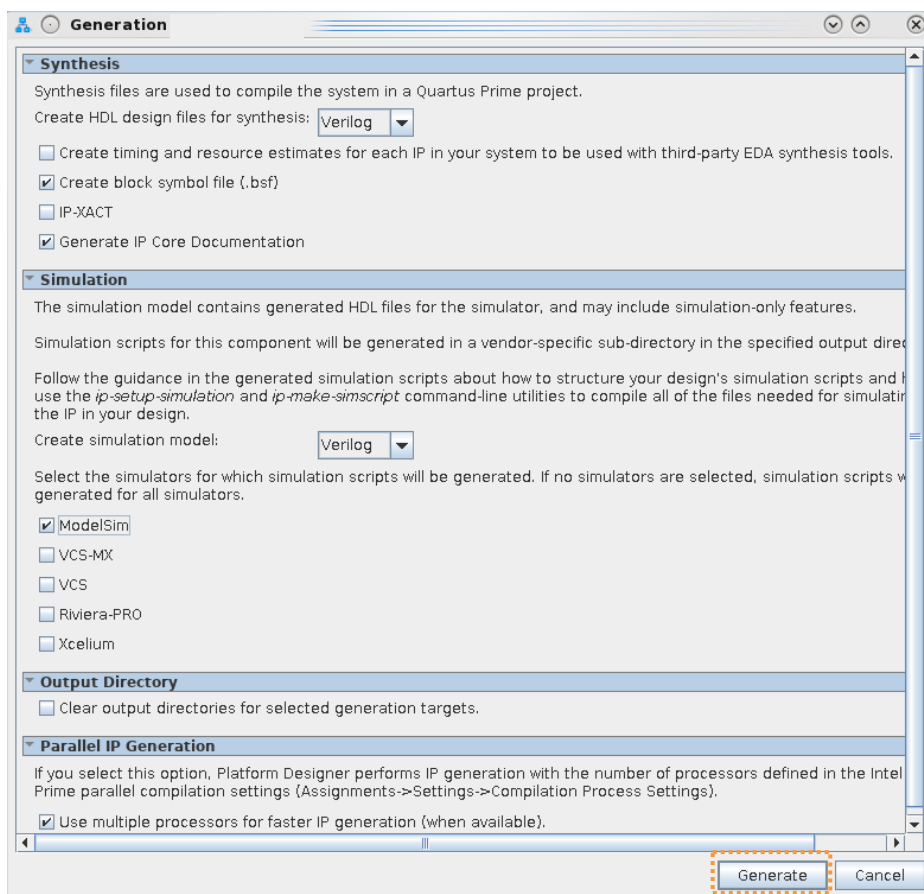 Generation
Synthesis
Synthesis files are used to compile the system in a Quartus Prime project.
Create HDL design files for synthesis: Verilog
Create timing and resource estimates for each IP in your system to be used with third-party EDA synthesis tools.
Create block symbol file (.bsf)
IP-XACT
Generate IP Core Documentation
Simulation
The simulation model contains generated HDL files for the simulator, and may include simulation-only features.
Simulation scripts for this component will be generated in a vendor-specific sub-directory in the specified output
Follow the guidance in the generated simulation scripts about how to structure your design's simulation scripts and
use the ip-setup-simulation and ip-make-simscript command-line utilities to compile all of the files needed for
the IP in your design.
Create simulation model: Verilog
Select the simulators for which simulation scripts will be generated. If no simulators are selected, simulation scripts
generated for all simulators.
ModelSim
VCS-MX
VCS
Riviera-PRO
Xcelium
Output Directory
Clear output directories for selected generation targets.
Parallel IP Generation
If you select this option, Platform Designer performs IP generation with the number of processors defined in the Intel
Prime parallel compilation settings (Assignments->Settings->Compilation Process Settings).
Use multiple processors for faster IP generation (when available).
Generate Cancel